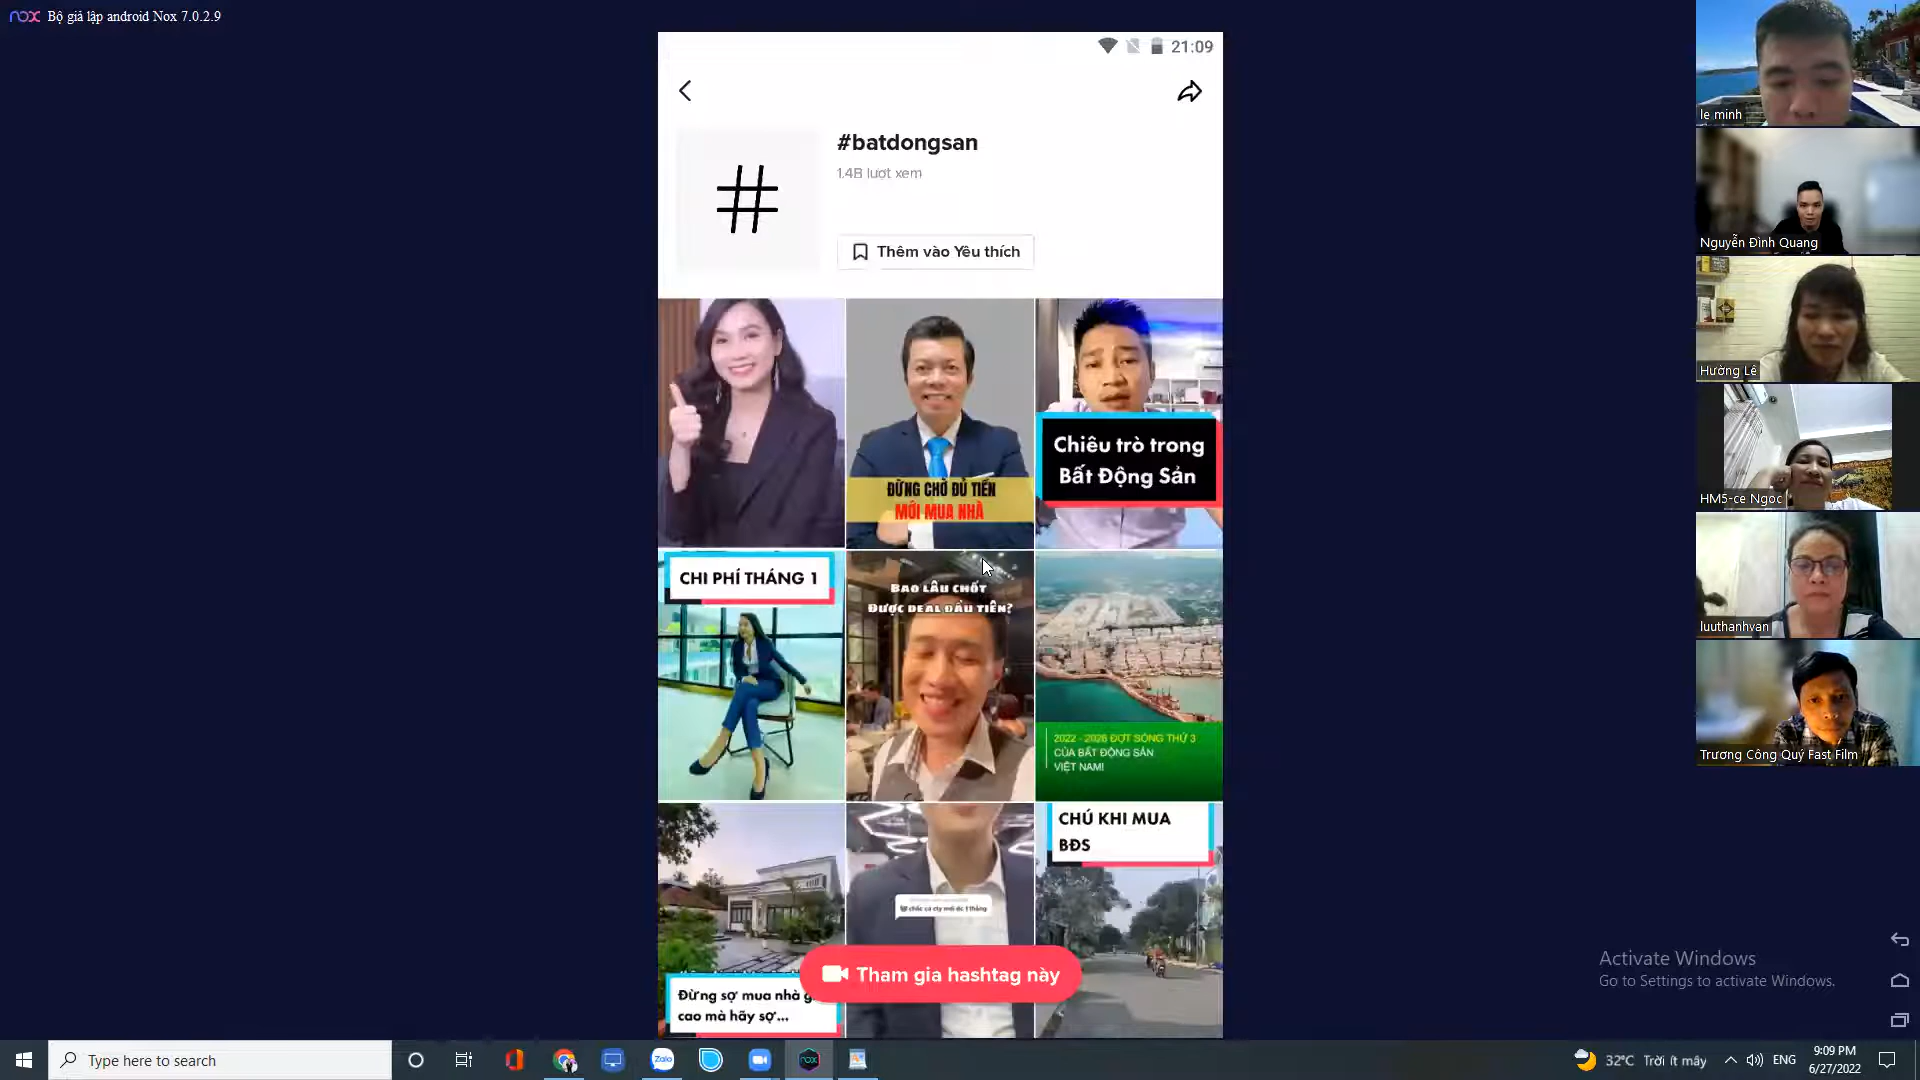 nox Bộ giả lập android Nox 7.0.2.9
21:09
#batdongsan
1.4B lượt xem
Thêm vào Yêu thích
ĐỪNG CHỜ ĐỦ TIỀN
MỚI MUA NHÀ
Chiêu trò trong
Bất Động Sản
CHI PHÍ THÁNG 1
BAO LÂU CHỐT
ĐƯỢC DEAL ĐẦU TIÊN?
2022 - 2026 ĐỢT SÓNG THỨ 3
CỦA BẤT ĐỘNG SẢN
VIỆT NAM!
Đừng sợ mua nhà g
cao mà hãy sợ...
CHÚ KHI MUA
BĐS
Tham gia hashtag này
le minh
Nguyễn Đình Quang
Hường Lê
HM5-ce Ngọc
luuthanhvan
Trương Công Quý Fast Film
Activate Windows
Go to Settings to activate Windows.
Type here to search
Zalo
nox
32°C Trời ít mây
ENG
9:09 PM
6/27/2022